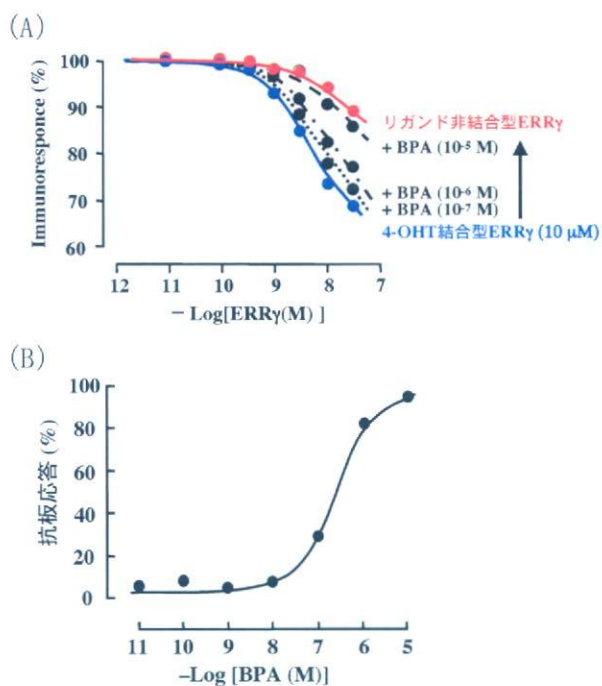 (A)
Immunoresponce (%)
100
90
80
70
60
リガンド非結合型ERRγ
+ BPA (10⁻⁵ M)
+ BPA (10⁻⁶ M)
+ BPA (10⁻⁷ M)
4-OHT結合型ERRγ (10 μM)
12 11 10 9 8 7
− Log[ERRγ(M) ]
(B)
抗板応答 (%)
100
80
60
40
20
0
11 10 9 8 7 6 5
−Log [BPA (M)]